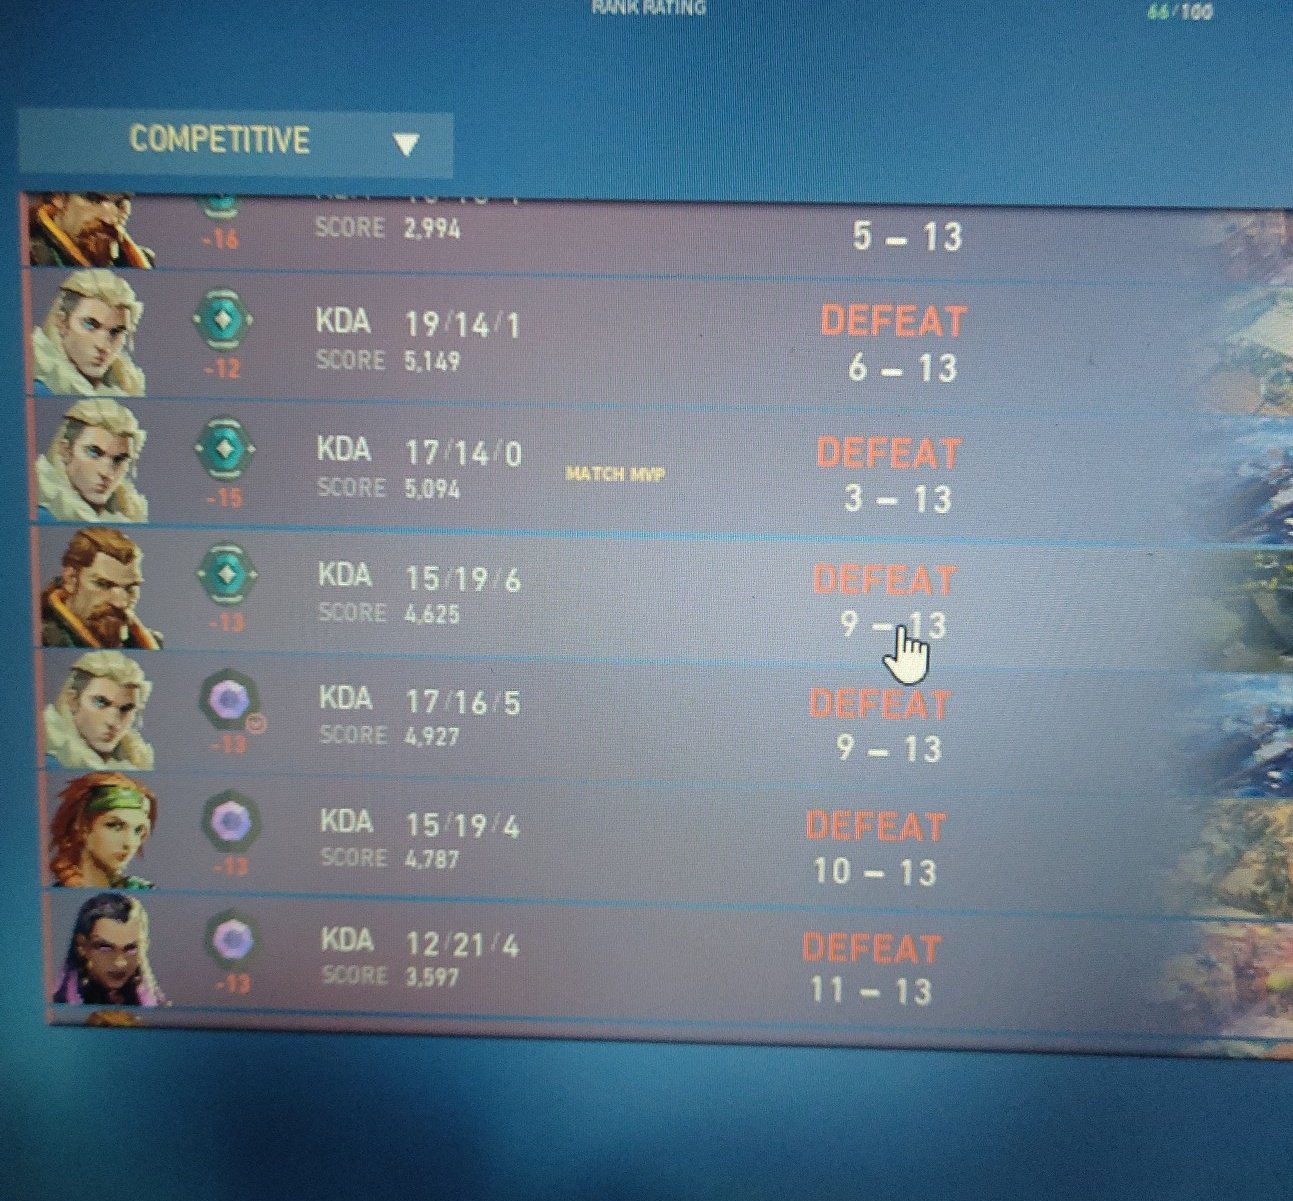 RANK RATING 66/100
COMPETITIVE
SCORE 2,994
-16
5 – 13
KDA 19/14/1
DEFEAT
-12
SCORE 5,149
6 – 13
KDA 17/14/0
DEFEAT
MATCH MVP
-15
SCORE 5,094
3 – 13
KDA 15/19/6
DEFEAT
-13
SCORE 4,625
9 – 13
KDA 17/16/5
DEFEAT
-13
SCORE 4,927
9 – 13
KDA 15/19/4
DEFEAT
-13
SCORE 4,787
10 – 13
KDA 12/21/4
DEFEAT
-13
SCORE 3,597
11 – 13